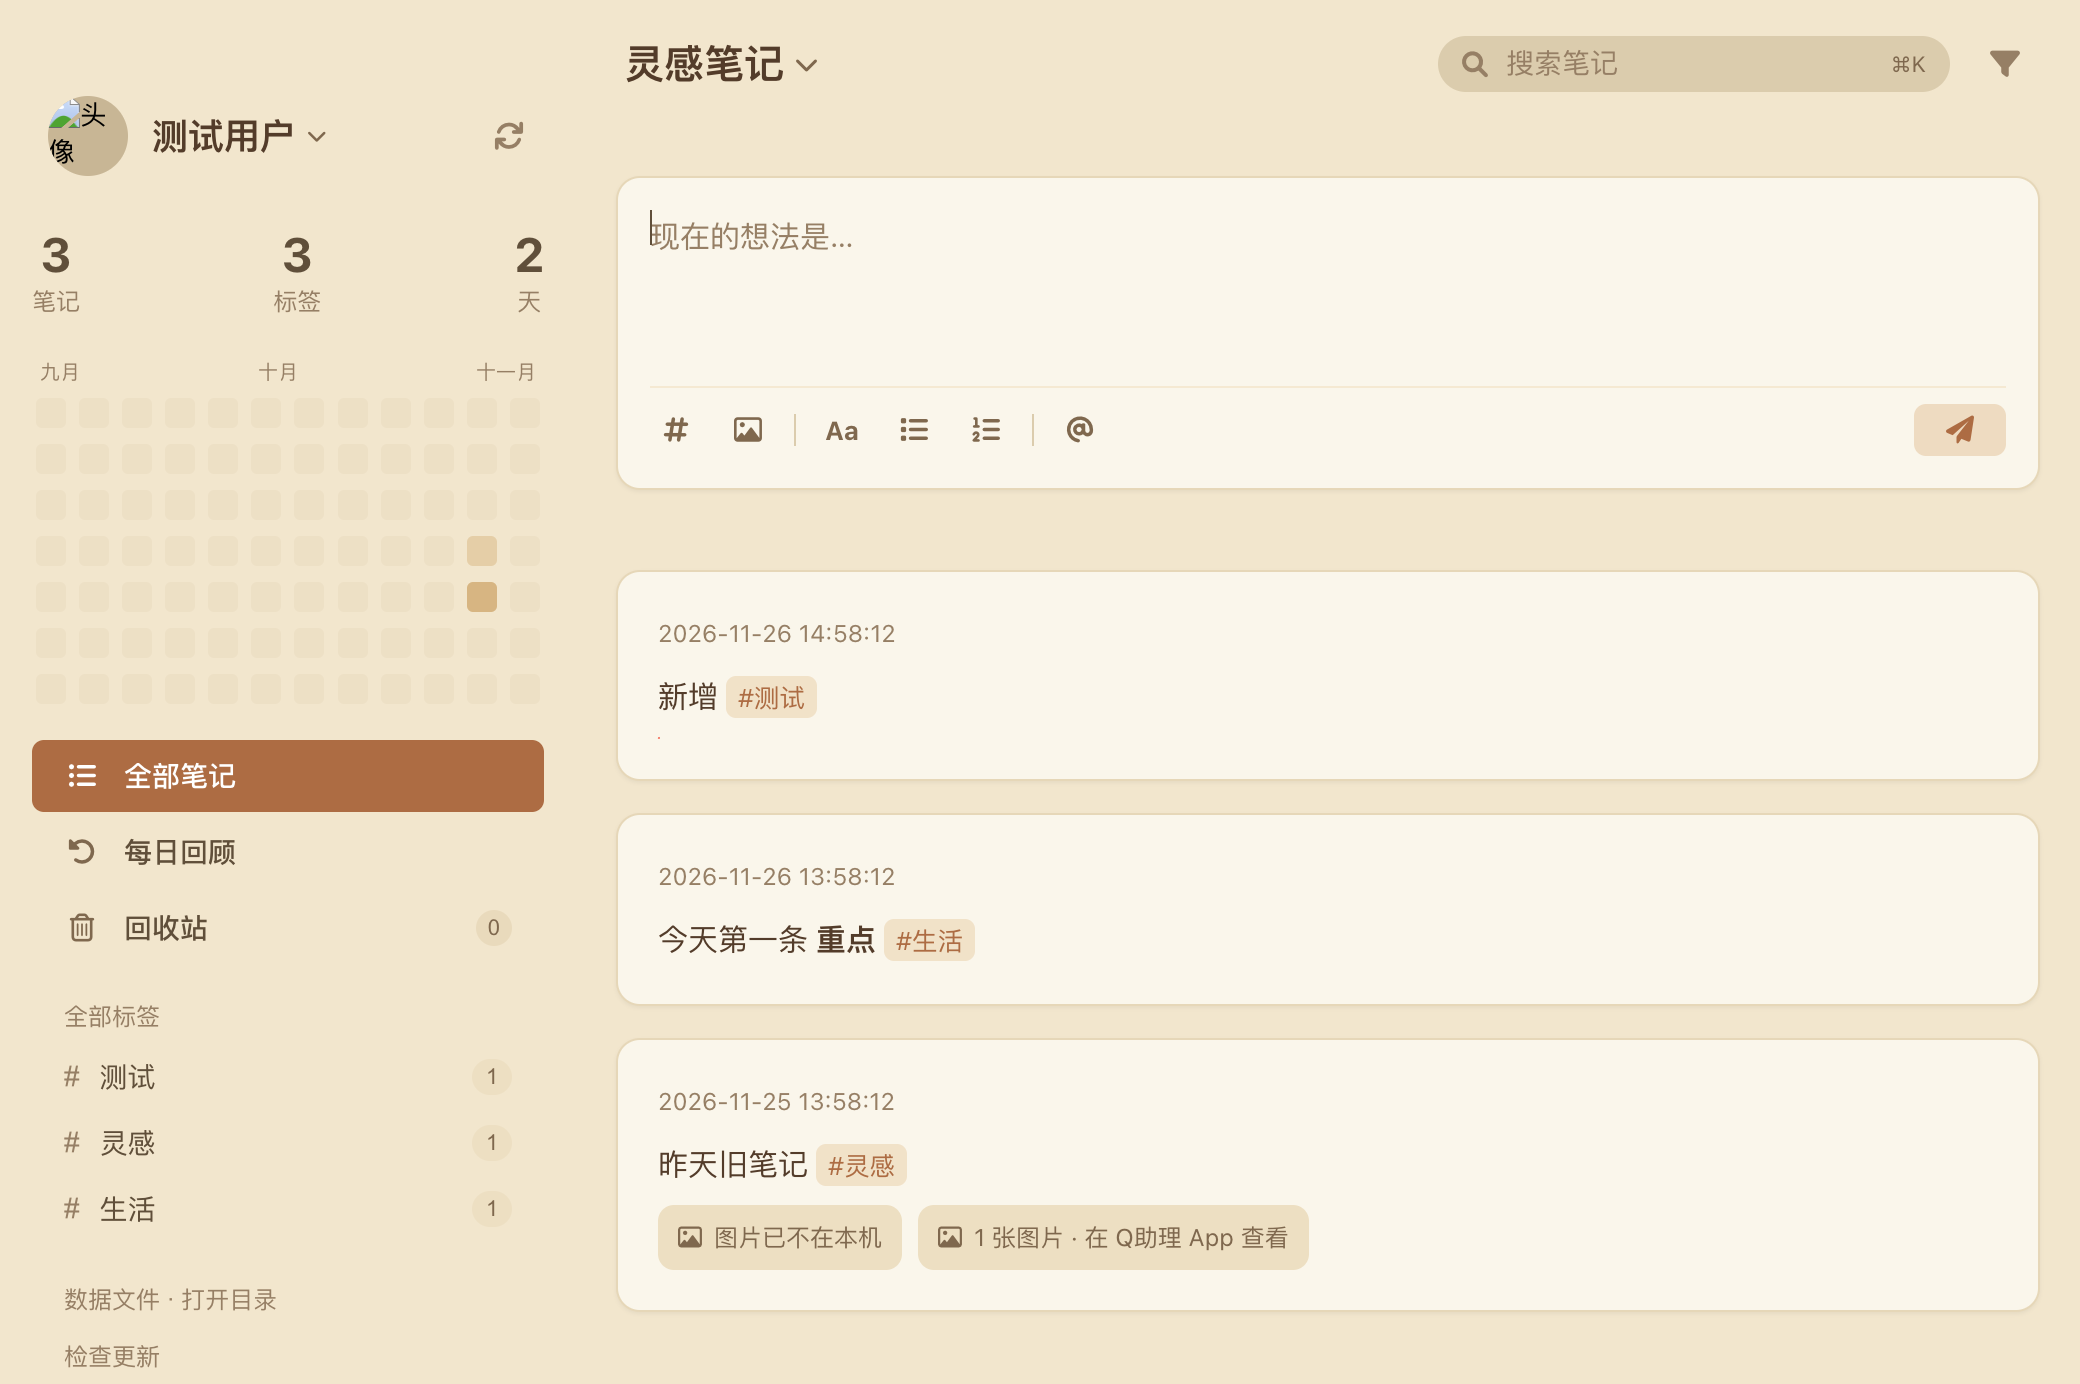 头像
测试用户
3
笔记
3
标签
2
天
九月
十月
十一月
全部笔记
每日回顾
回收站
0
全部标签
# 测试
1
# 灵感
1
# 生活
1
数据文件 · 打开目录
检查更新
灵感笔记
搜索笔记
⌘K
现在的想法是...
Aa
2026-11-26 14:58:12
新增 #测试
2026-11-26 13:58:12
今天第一条 重点 #生活
2026-11-25 13:58:12
昨天旧笔记 #灵感
图片已不在本机
1 张图片 · 在 Q助理 App 查看